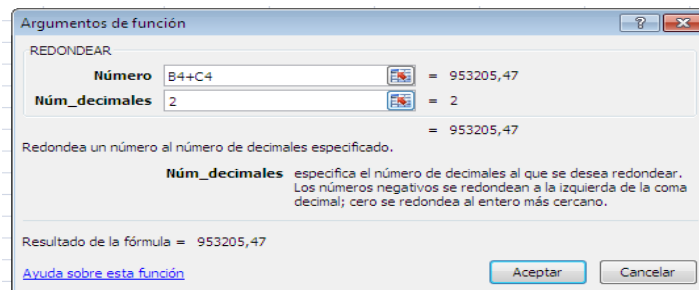 Argumentos de función
REDONDEAR
Número B4+C4 = 953205,47
Núm_decimales 2 = 2
= 953205,47
Redondea un número al número de decimales especificado.
Núm_decimales especifica el número de decimales al que se desea redondear.
Los números negativos se redondean a la izquierda de la coma
decimal; cero se redondea al entero más cercano.
Resultado de la fórmula = 953205,47
Ayuda sobre esta función Aceptar Cancelar